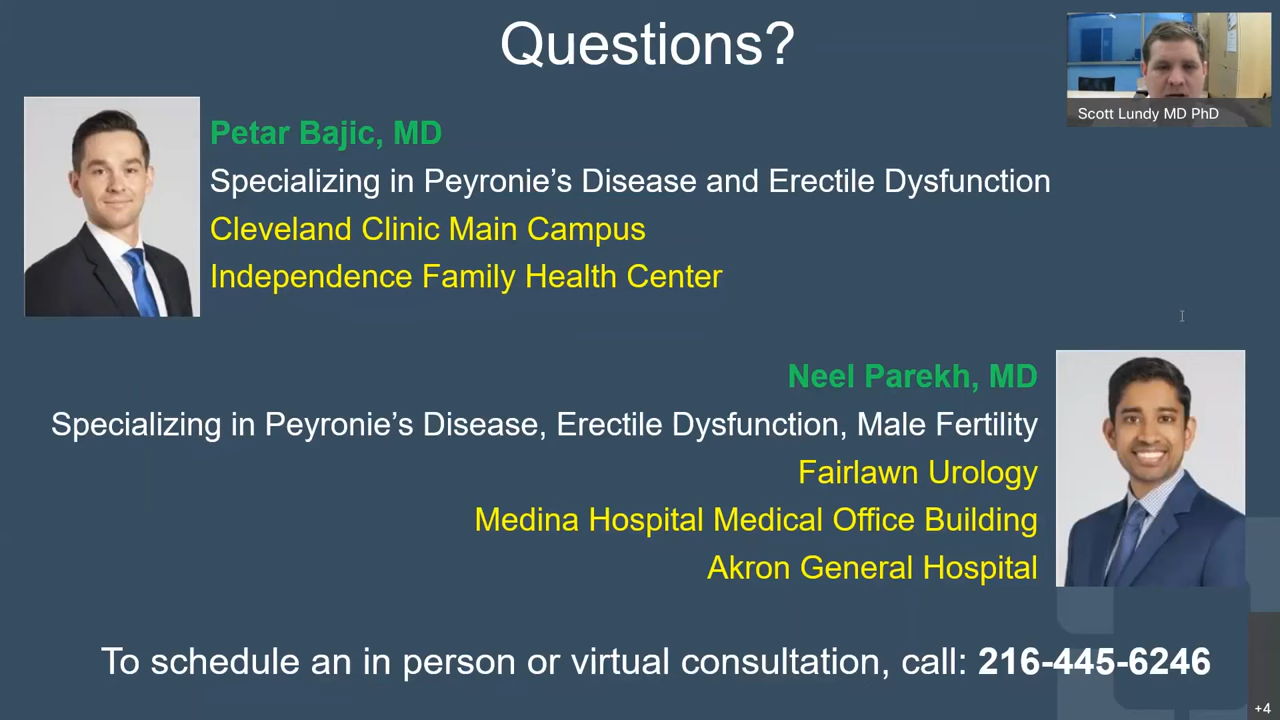 Questions?
Scott Lundy MD PhD
Petar Bajic, MD
Specializing in Peyronie’s Disease and Erectile Dysfunction
Cleveland Clinic Main Campus
Independence Family Health Center
Neel Parekh, MD
Specializing in Peyronie’s Disease, Erectile Dysfunction, Male Fertility
Fairlawn Urology
Medina Hospital Medical Office Building
Akron General Hospital
To schedule an in person or virtual consultation, call: 216-445-6246
+4